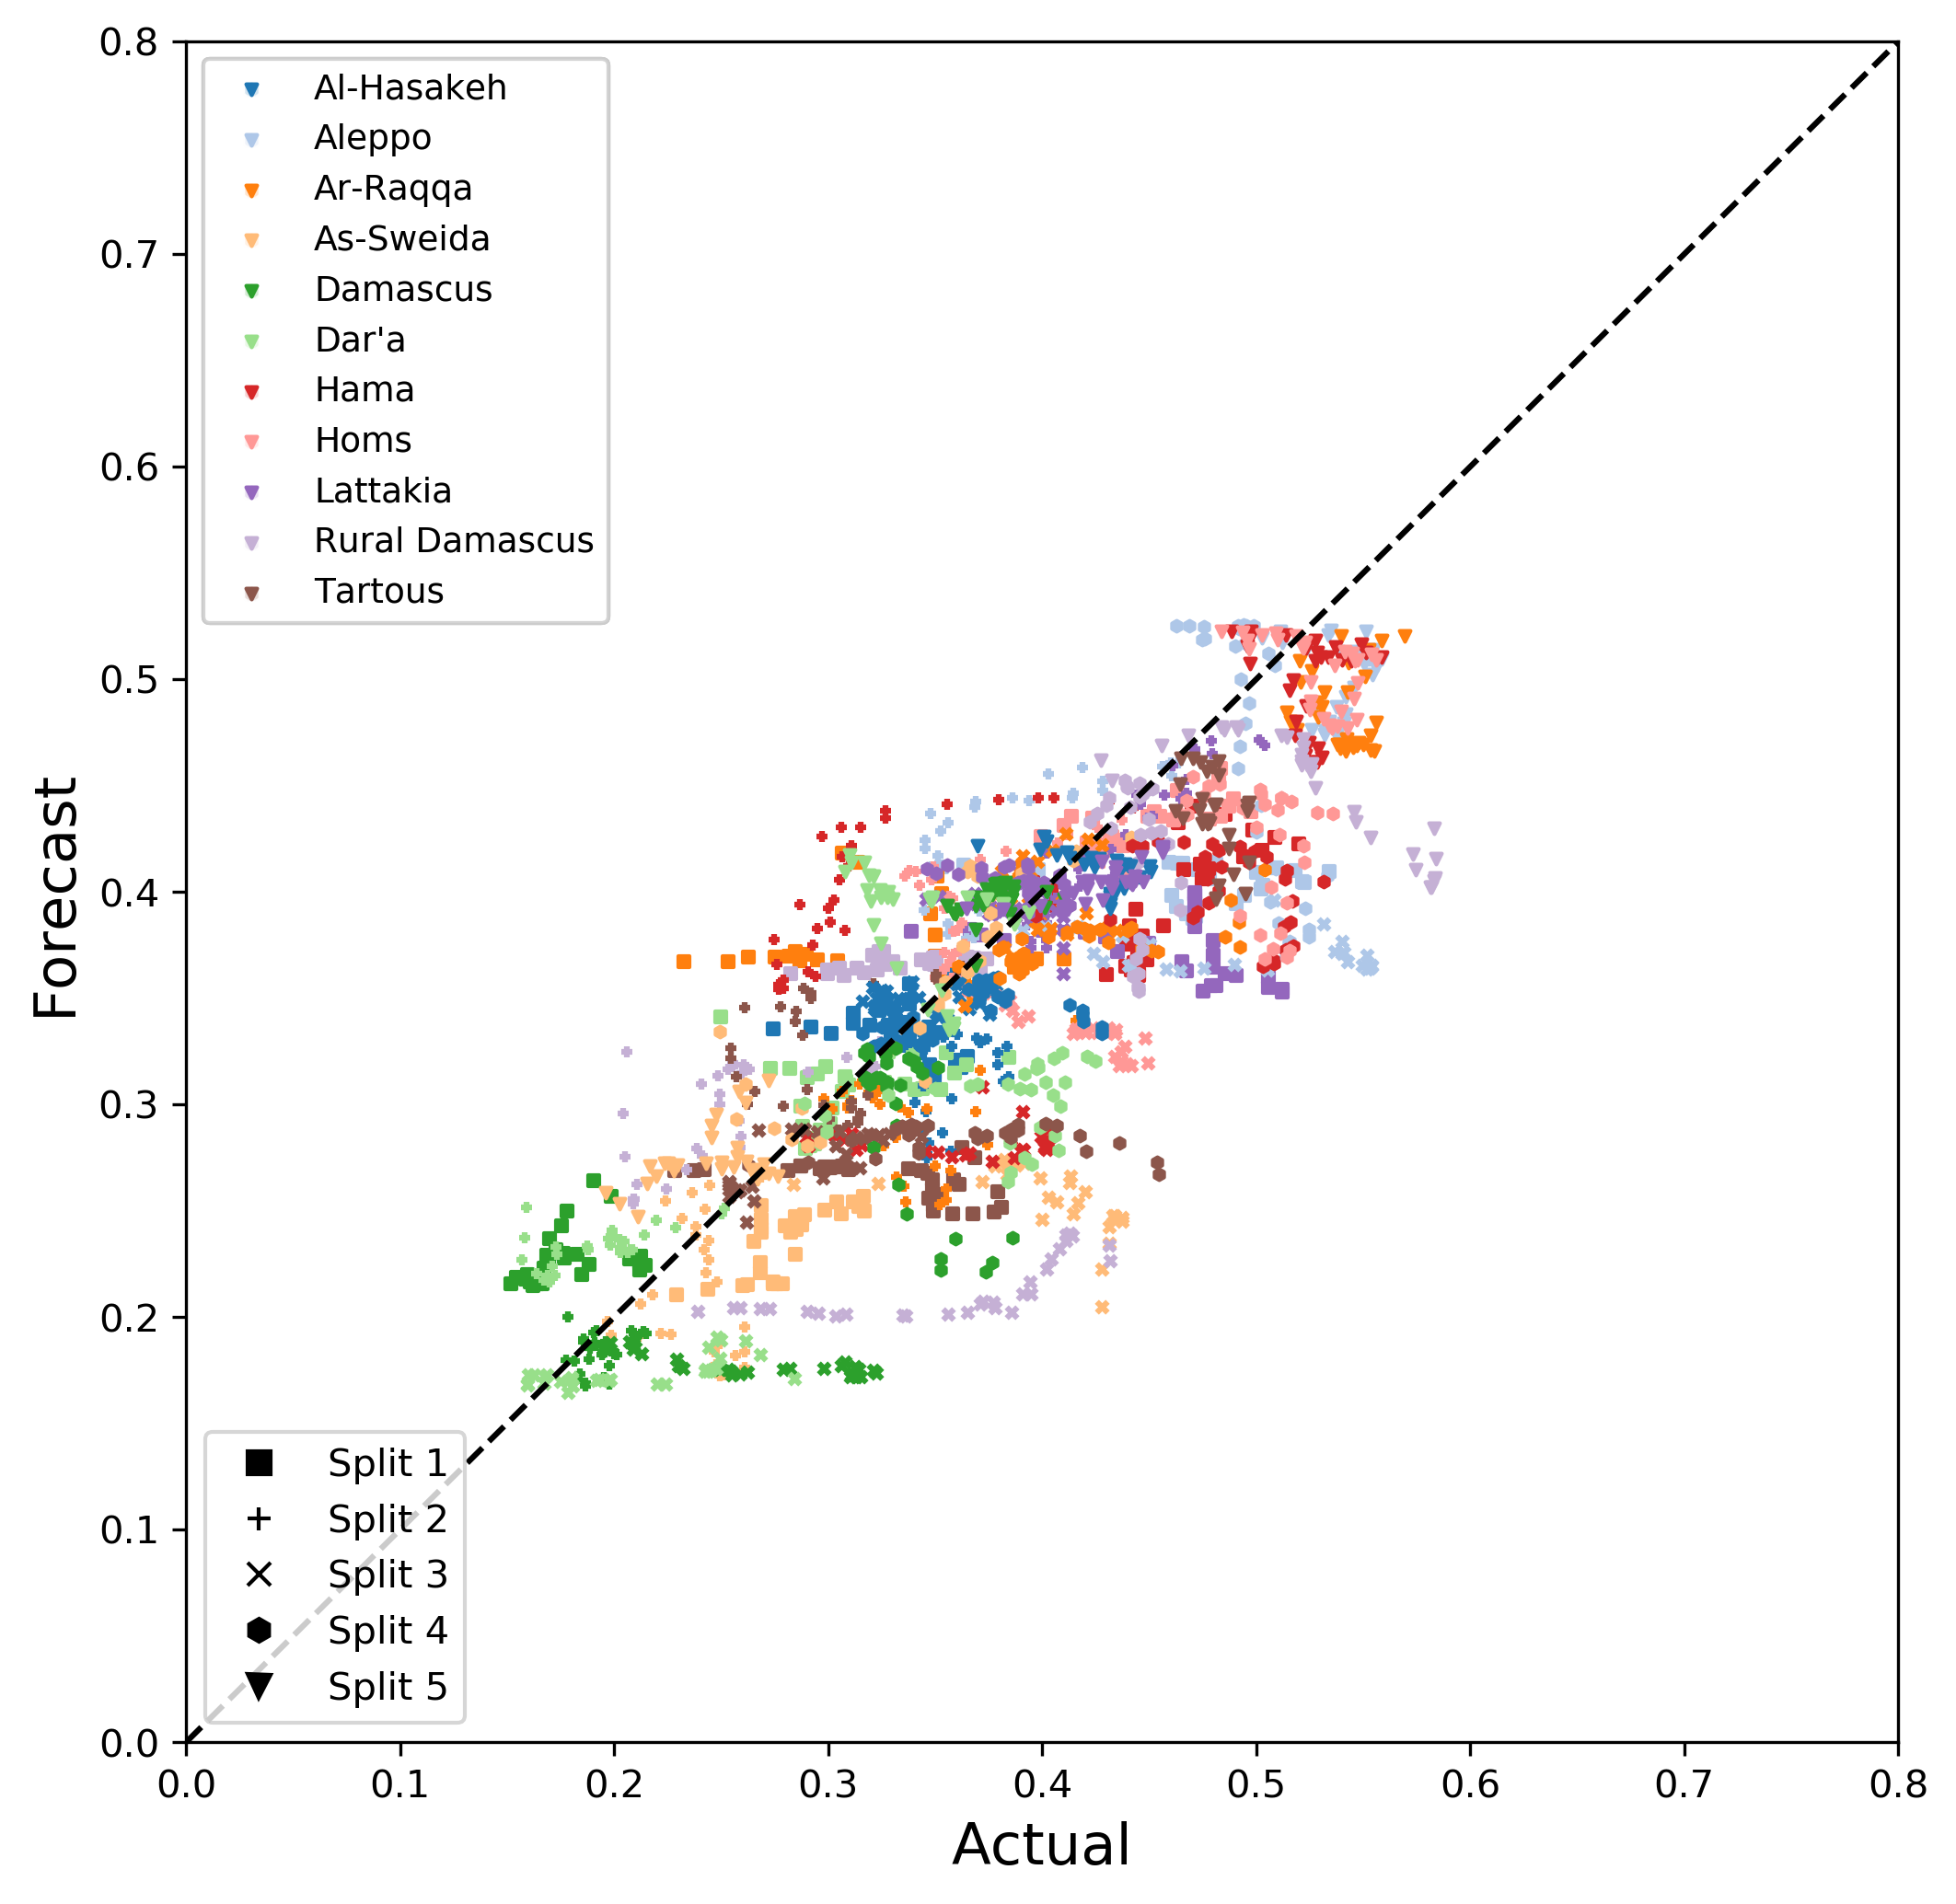 0.8
0.7
0.6
0.5
0.4
0.3
0.2
0.1
0.0
Forecast
Al-Hasakeh
Aleppo
Ar-Raqqa
As-Sweida
Damascus
Dar'a
Hama
Homs
Lattakia
Rural Damascus
Tartous
Split 1
Split 2
Split 3
Split 4
Split 5
0.0 0.1 0.2 0.3 0.4 0.5 0.6 0.7 0.8
Actual